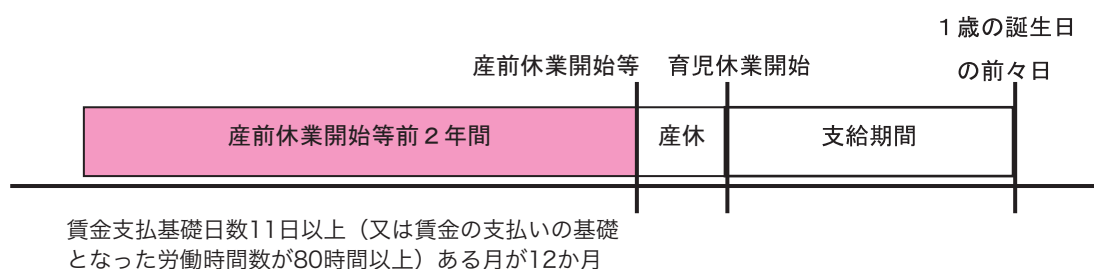 1歳の誕生日
の前々日
産前休業開始等
育児休業開始
産前休業開始等前2年間
産休
支給期間
賃金支払基礎日数11日以上（又は賃金の支払いの基礎
となった労働時間数が80時間以上）ある月が12か月